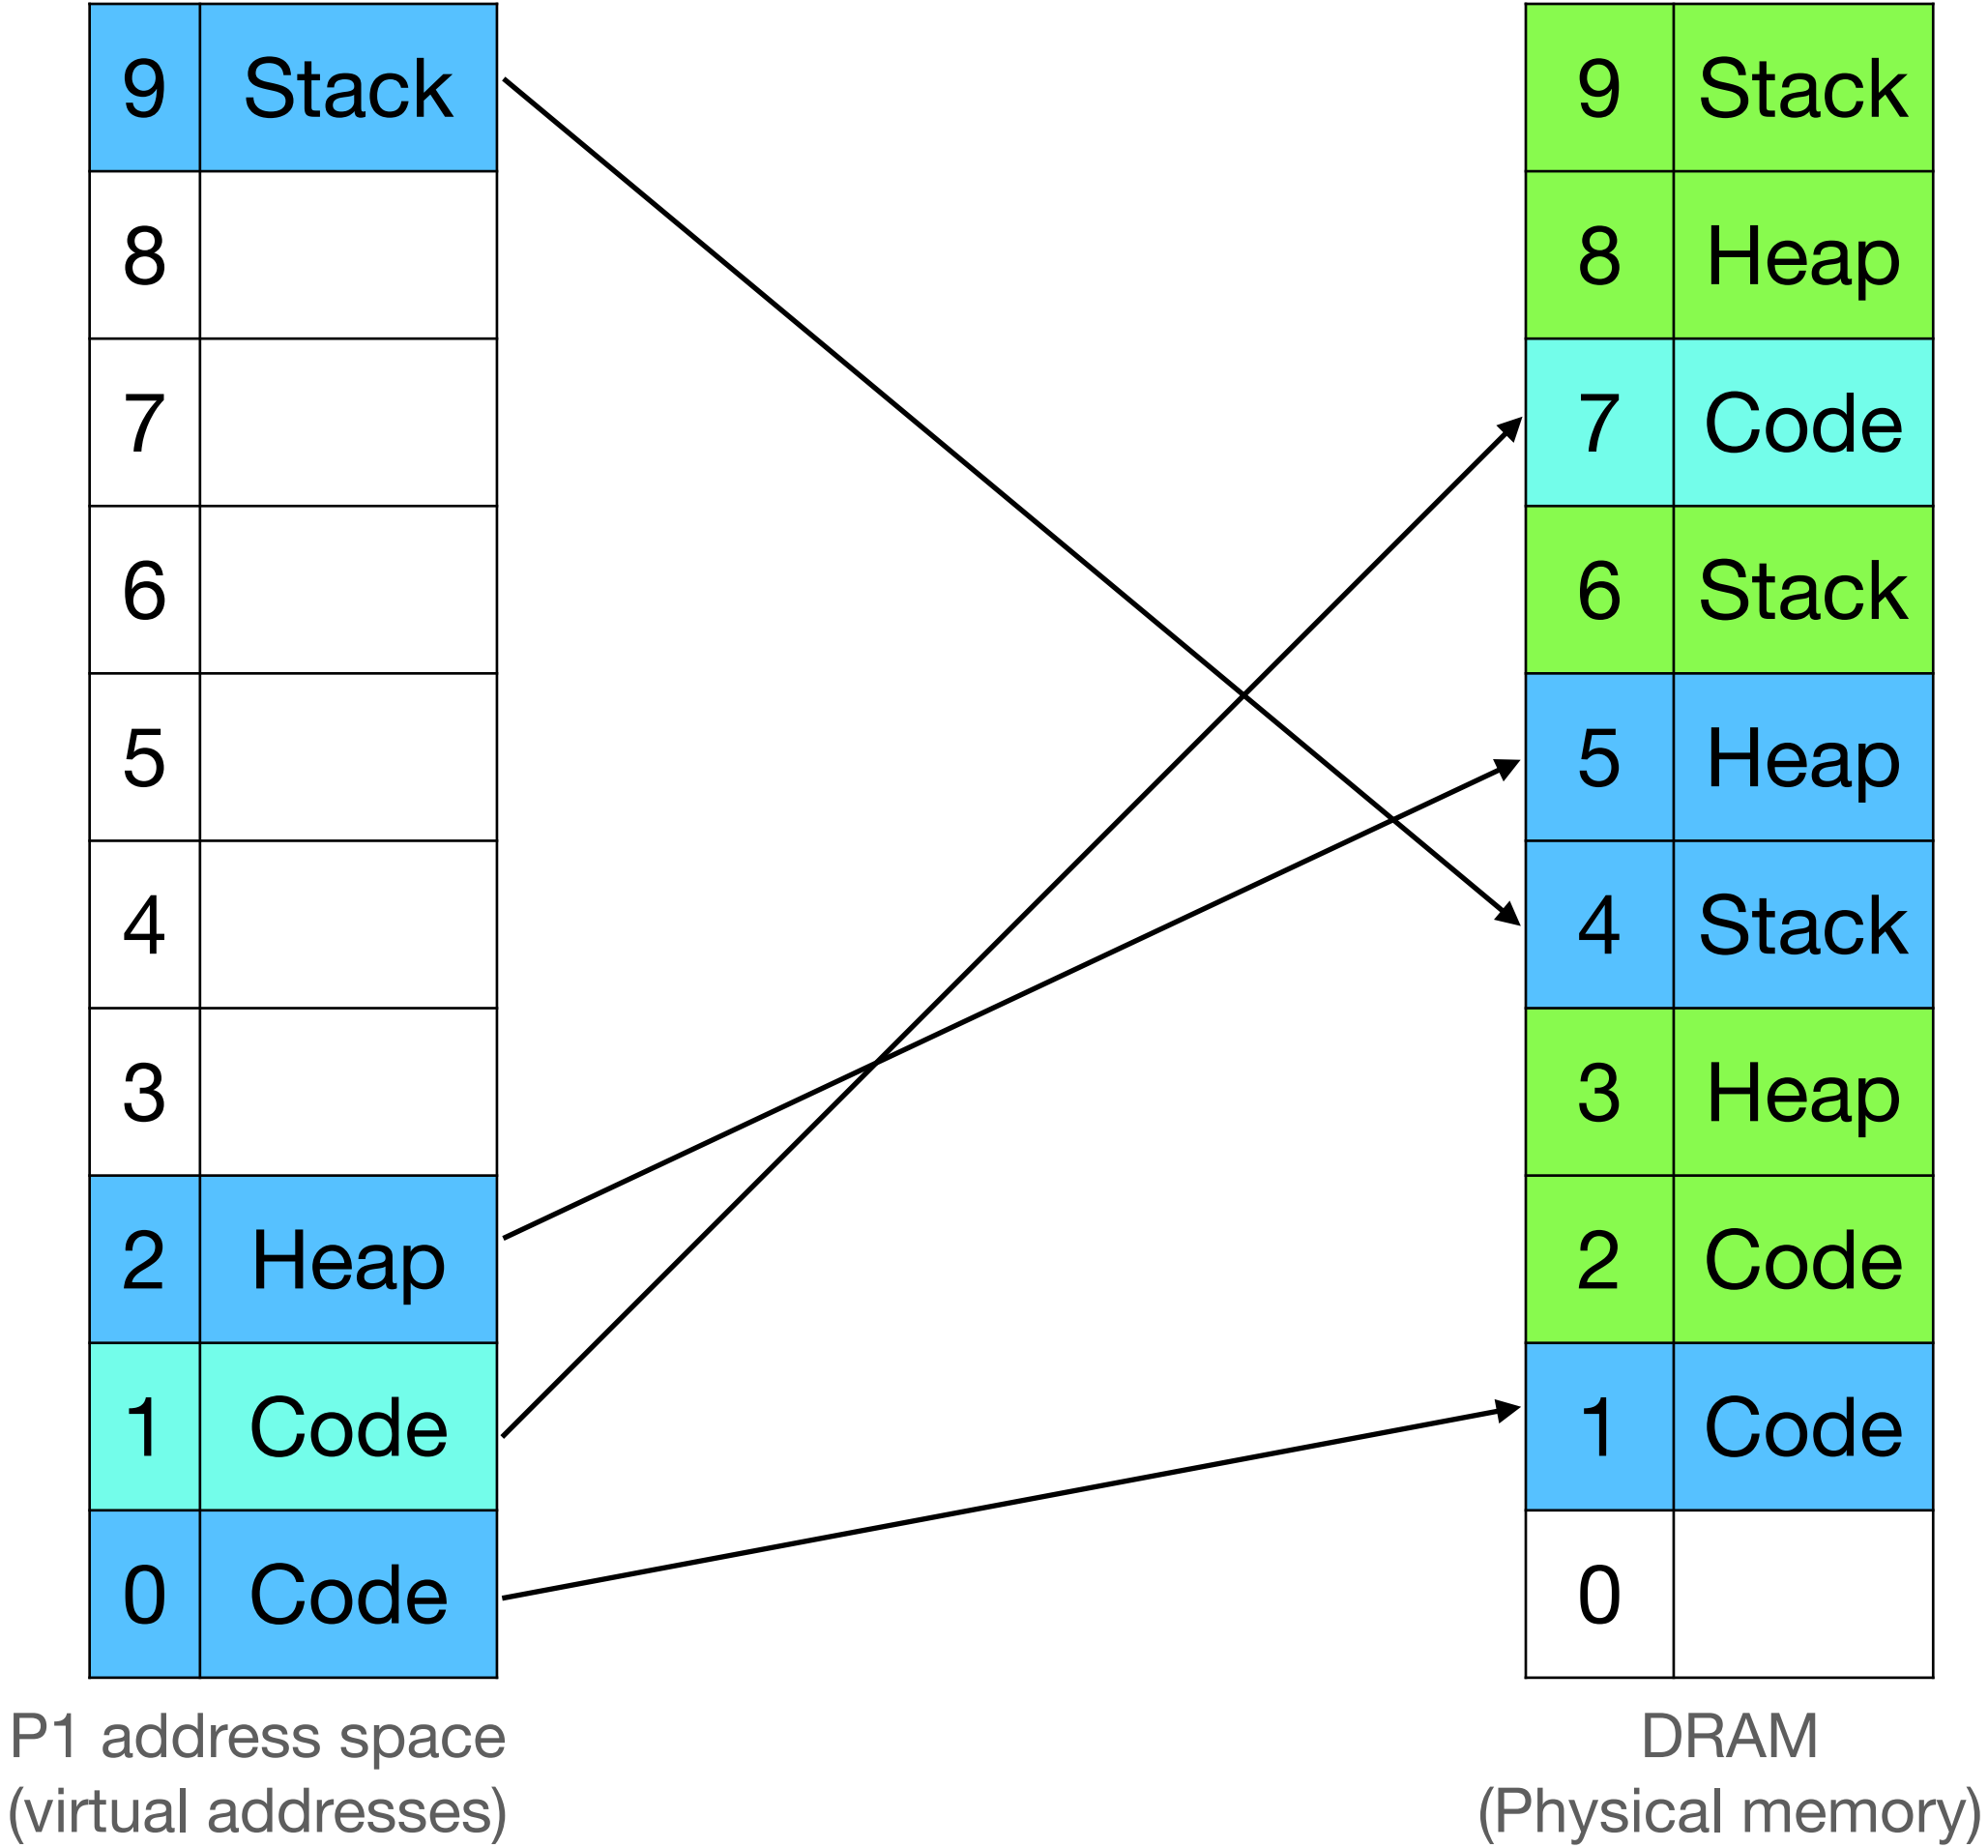 9 Stack
8
7
6
5
4
3
2 Heap
1 Code
0 Code
P1 address space
(virtual addresses)
9 Stack
8 Heap
7 Code
6 Stack
5 Heap
4 Stack
3 Heap
2 Code
1 Code
0
DRAM
(Physical memory)